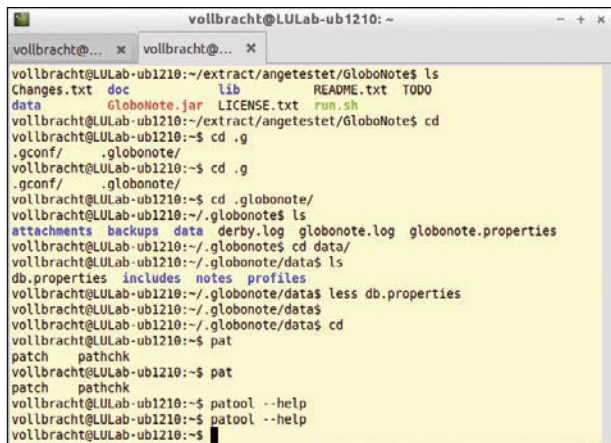 vollbracht@LULab-ub1210: ~ - + ×
vollbracht@... × vollbracht@... ×
vollbracht@LULab-ub1210:~/extract/angetestet/GloboNote$ ls
Changes.txt doc lib README.txt TODO
data GloboNote.jar LICENSE.txt run.sh
vollbracht@LULab-ub1210:~/extract/angetestet/GloboNote$ cd
vollbracht@LULab-ub1210:~$ cd .g
.gconf/ .globonote/
vollbracht@LULab-ub1210:~$ cd .g
.gconf/ .globonote/
vollbracht@LULab-ub1210:~$ cd .globonote/
vollbracht@LULab-ub1210:~/.globonote$ ls
attachments backups data derby.log globonote.log globonote.properties
vollbracht@LULab-ub1210:~/.globonote$ cd data/
vollbracht@LULab-ub1210:~/.globonote/data$ ls
db.properties includes notes profiles
vollbracht@LULab-ub1210:~/.globonote/data$ less db.properties
vollbracht@LULab-ub1210:~/.globonote/data$
vollbracht@LULab-ub1210:~/.globonote/data$ cd
vollbracht@LULab-ub1210:~$ pat
patch pathchk
vollbracht@LULab-ub1210:~$ pat
patch pathchk
vollbracht@LULab-ub1210:~$ patool --help
vollbracht@LULab-ub1210:~$ patool --help
vollbracht@LULab-ub1210:~$